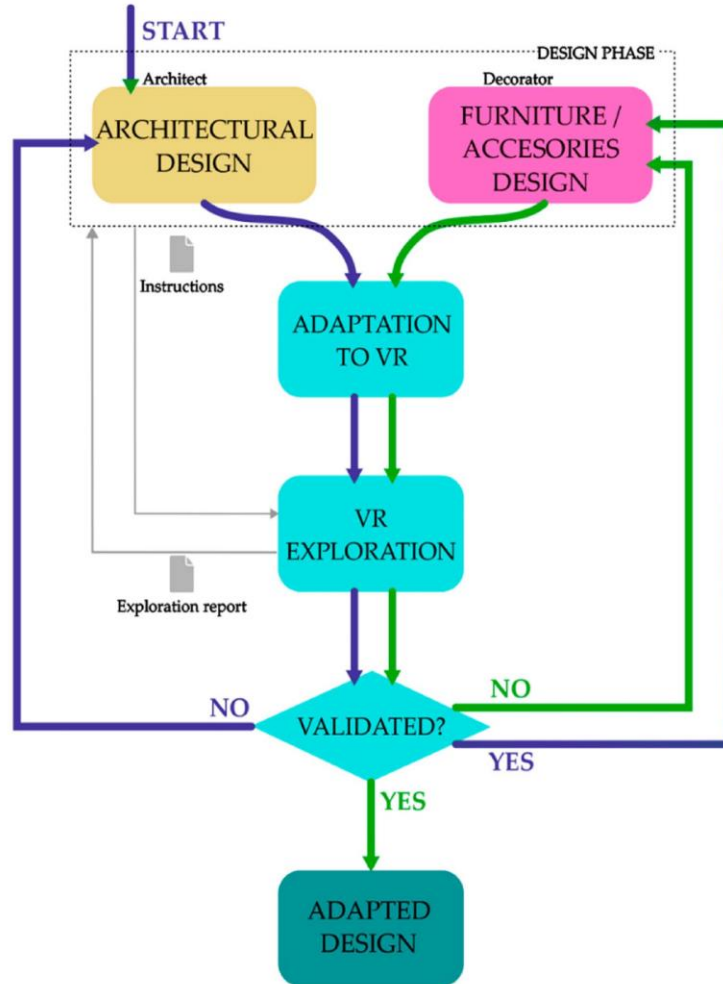 START
DESIGN PHASE
Architect
Decorator
ARCHITECTURAL
DESIGN
FURNITURE /
ACCESORIES
DESIGN
Instructions
ADAPTATION
TO VR
VR
EXPLORATION
Exploration report
NO
VALIDATED?
NO
YES
YES
ADAPTED
DESIGN